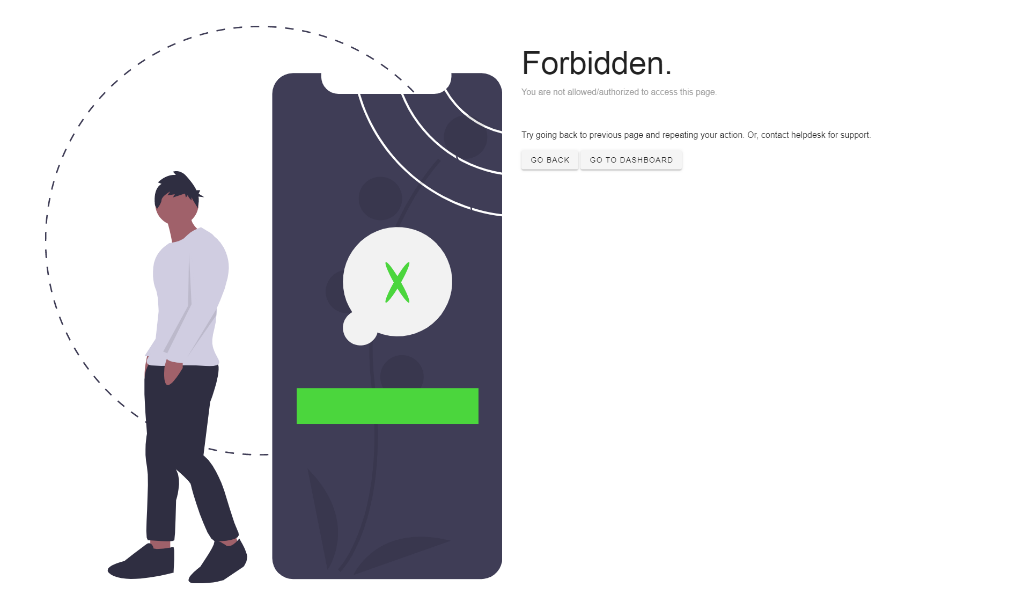 Forbidden.
You are not allowed/authorized to access this page.
Try going back to previous page and repeating your action. Or, contact helpdesk for support.
GO BACK GO TO DASHBOARD